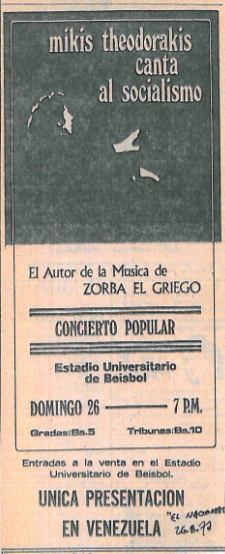 mikis theodorakis
canta
al socialismo
El Autor de la Musica de
ZORBA EL GRIEGO
CONCIERTO POPULAR
Estadio Universitario
de Beisbol
DOMINGO 26 7 P.M.
Gradas:Bs.5 Tribunas:Bs.10
Entradas a la venta en el Estadio
Universitario de Beisbol.
UNICA PRESENTACION
EN VENEZUELA
"EL NACIONAL"